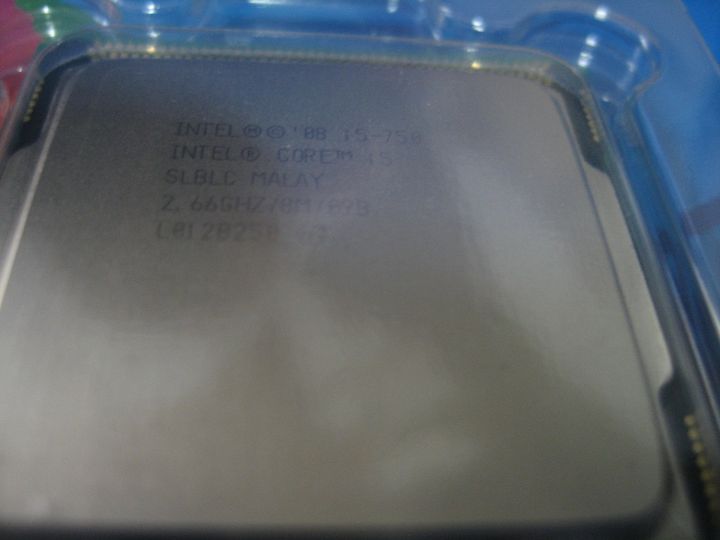 INTEL® © '08 i5-750
INTEL® CORE™ i5
SLBLC MALAY
2.66GHZ/8M/09B